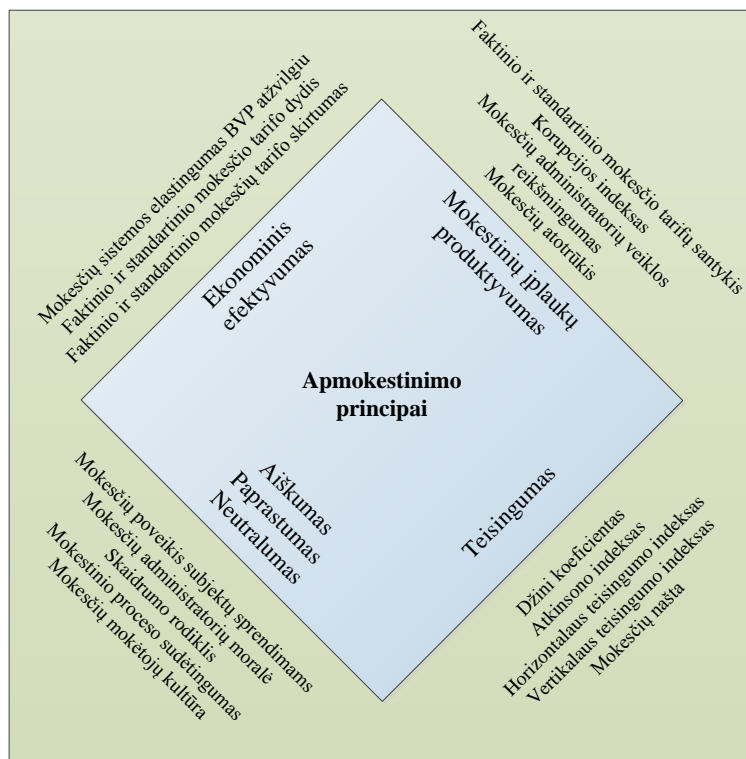 Mokesčių sistemos elastingumas BVP atžvilgiu
Faktinio ir standartinio mokesčio tarifo dydis
Faktinio ir standartinio mokesčių tarifo skirtumas
Ekonominis
efektyvumas
Faktinio ir standartinio mokesčio tarifų santykis
Korupcijos indeksas
Mokesčių administratorių veiklos
reikšmingumas
Mokesčių atotrūkis
Mokestinių įplaukų
produktyvumas
Apmokestinimo
principai
Aiškumas
Paprastumas
Neutralumas
Mokesčių poveikis subjektų sprendimams
Mokesčių administratorių moralė
Skaidrumo rodiklis
Mokestinio proceso sudėtingumas
Mokesčių mokėtojų kultūra
Teisingumas
Džini koeficientas
Atkinsono indeksas
Horizontalaus teisingumo indeksas
Vertikalaus teisingumo indeksas
Mokesčių našta